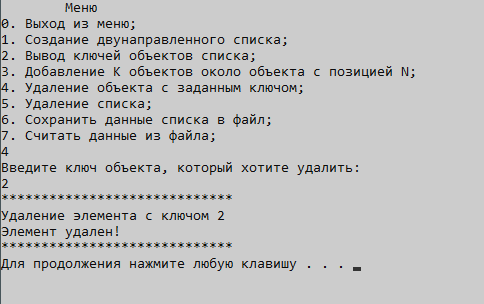 Меню
0. Выход из меню;
1. Создание двунаправленного списка;
2. Вывод ключей объектов списка;
3. Добавление К объектов около объекта с позицией N;
4. Удаление объекта с заданным ключом;
5. Удаление списка;
6. Сохранить данные списка в файл;
7. Считать данные из файла;
4
Введите ключ объекта, который хотите удалить:
2
*****************************
Удаление элемента с ключом 2
Элемент удален!
*****************************
Для продолжения нажмите любую клавишу . . .